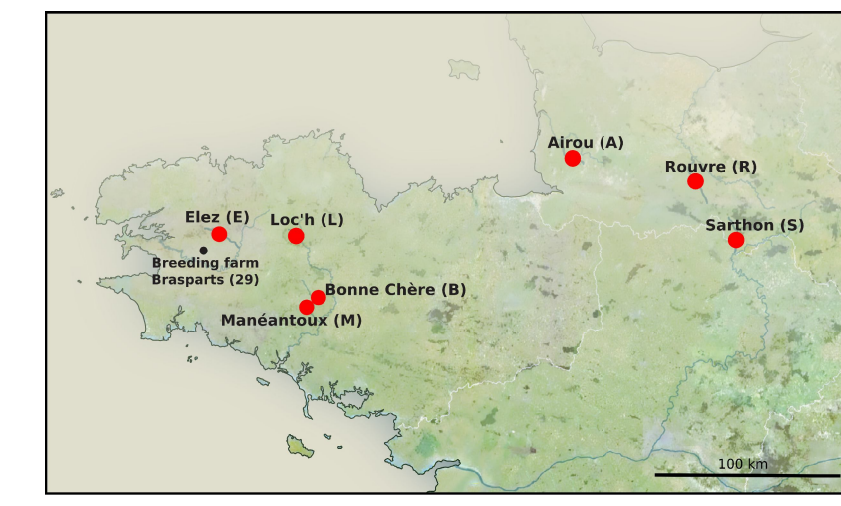 Airou (A)
Rouvre (R)
Elez (E)
Loc'h (L)
Sarthon (S)
Breeding farm
Brasparts (29)
Bonne Chère (B)
Manéantoux (M)
100 km